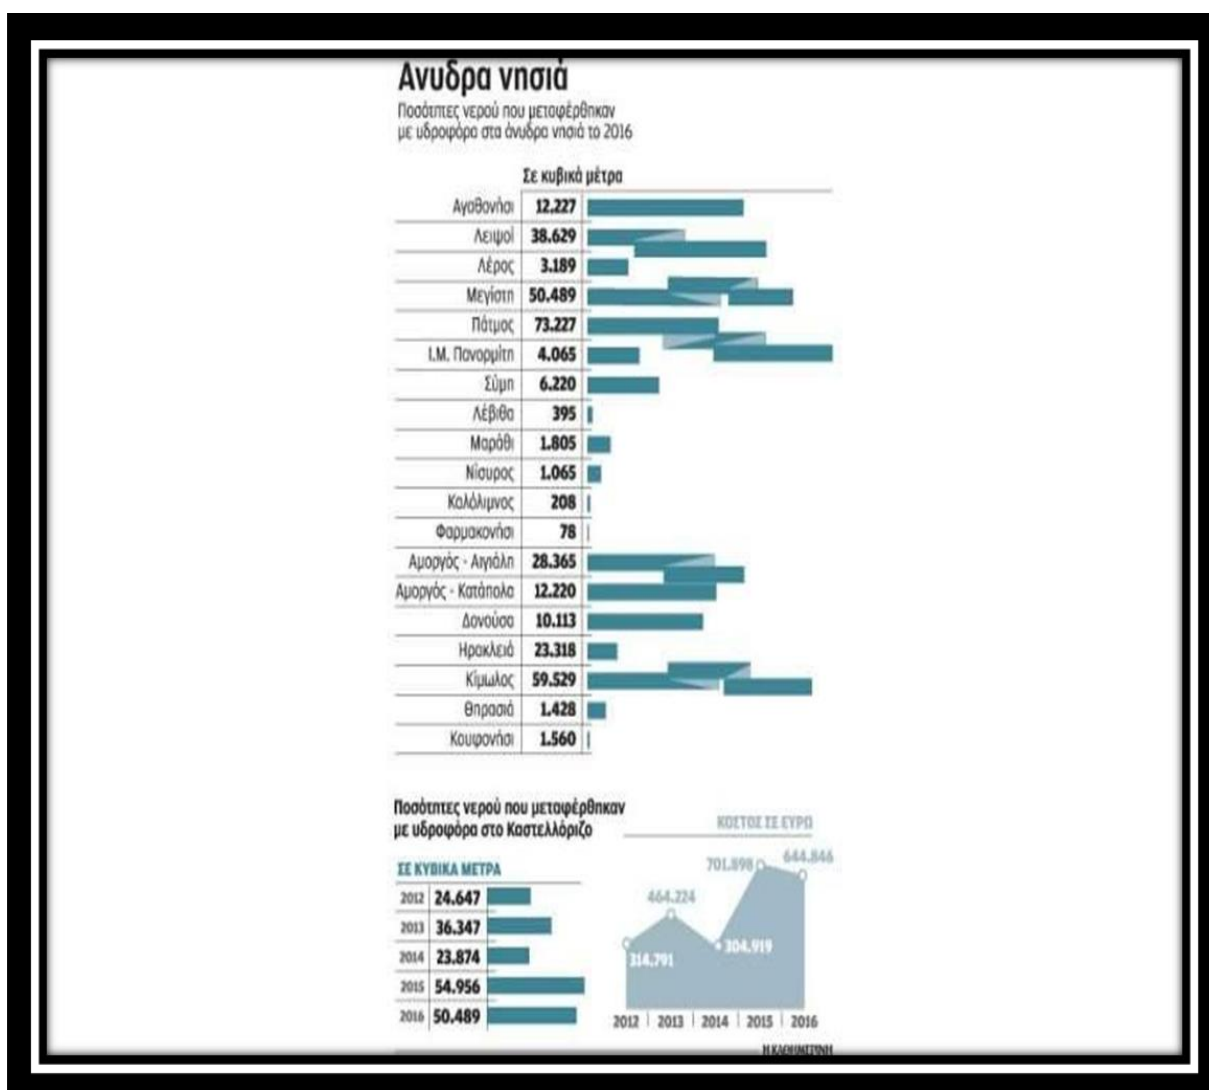 Ανυδρα νησιά
Ποσότητες νερού που μεταφέρθηκαν
με υδροφόρα στα άνυδρα νησιά το 2016
Σε κυβικά μέτρα
Αγαθονήσι 12.227
Λειψοί 38.629
Λέρος 3.189
Μεγίστη 50.489
Πάτμος 73.227
Ι.Μ. Πανορμίτη 4.065
Σύμη 6.220
Λέβιθα 395
Μαράθι 1.805
Νίσυρος 1.065
Καλόλιμνος 208
Φαρμακονήσι 78
Αμοργός - Αιγιάλη 28.365
Αμοργός - Κατάπολα 12.220
Δονούσα 10.113
Ηρακλειά 23.318
Κίμωλος 59.529
Θηρασιά 1.428
Κουφονήσι 1.560
Ποσότητες νερού που μεταφέρθηκαν
με υδροφόρα στο Καστελλόριζο
ΣΕ ΚΥΒΙΚΑ ΜΕΤΡΑ
2012 24.647
2013 36.347
2014 23.874
2015 54.956
2016 50.489
ΚΟΣΤΟΣ ΣΕ ΕΥΡΩ
701.898 644.846
464.224
304.919
314.791
2012 2013 2014 2015 2016
Η ΚΑΘΗΜΕΡΙΝΗ